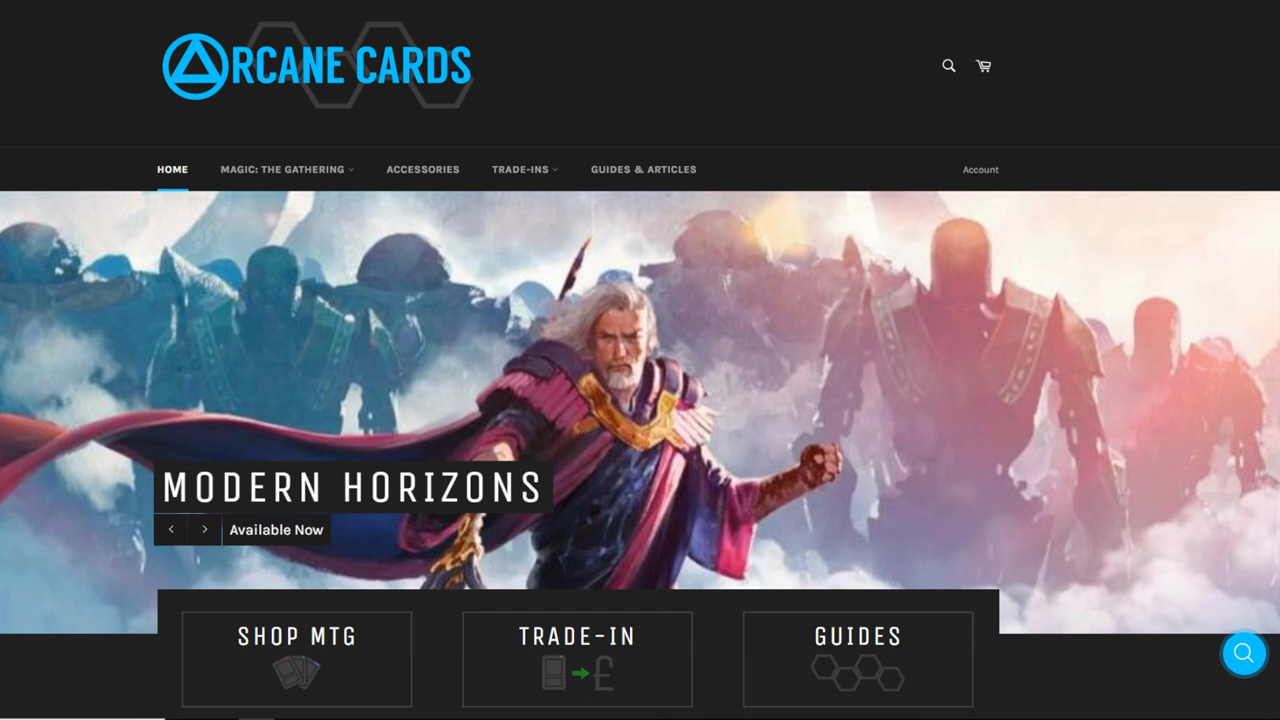 ARCANE CARDS
HOME MAGIC: THE GATHERING ACCESSORIES TRADE-INS GUIDES & ARTICLES Account
MODERN HORIZONS
Available Now
SHOP MTG TRADE-IN GUIDES
£